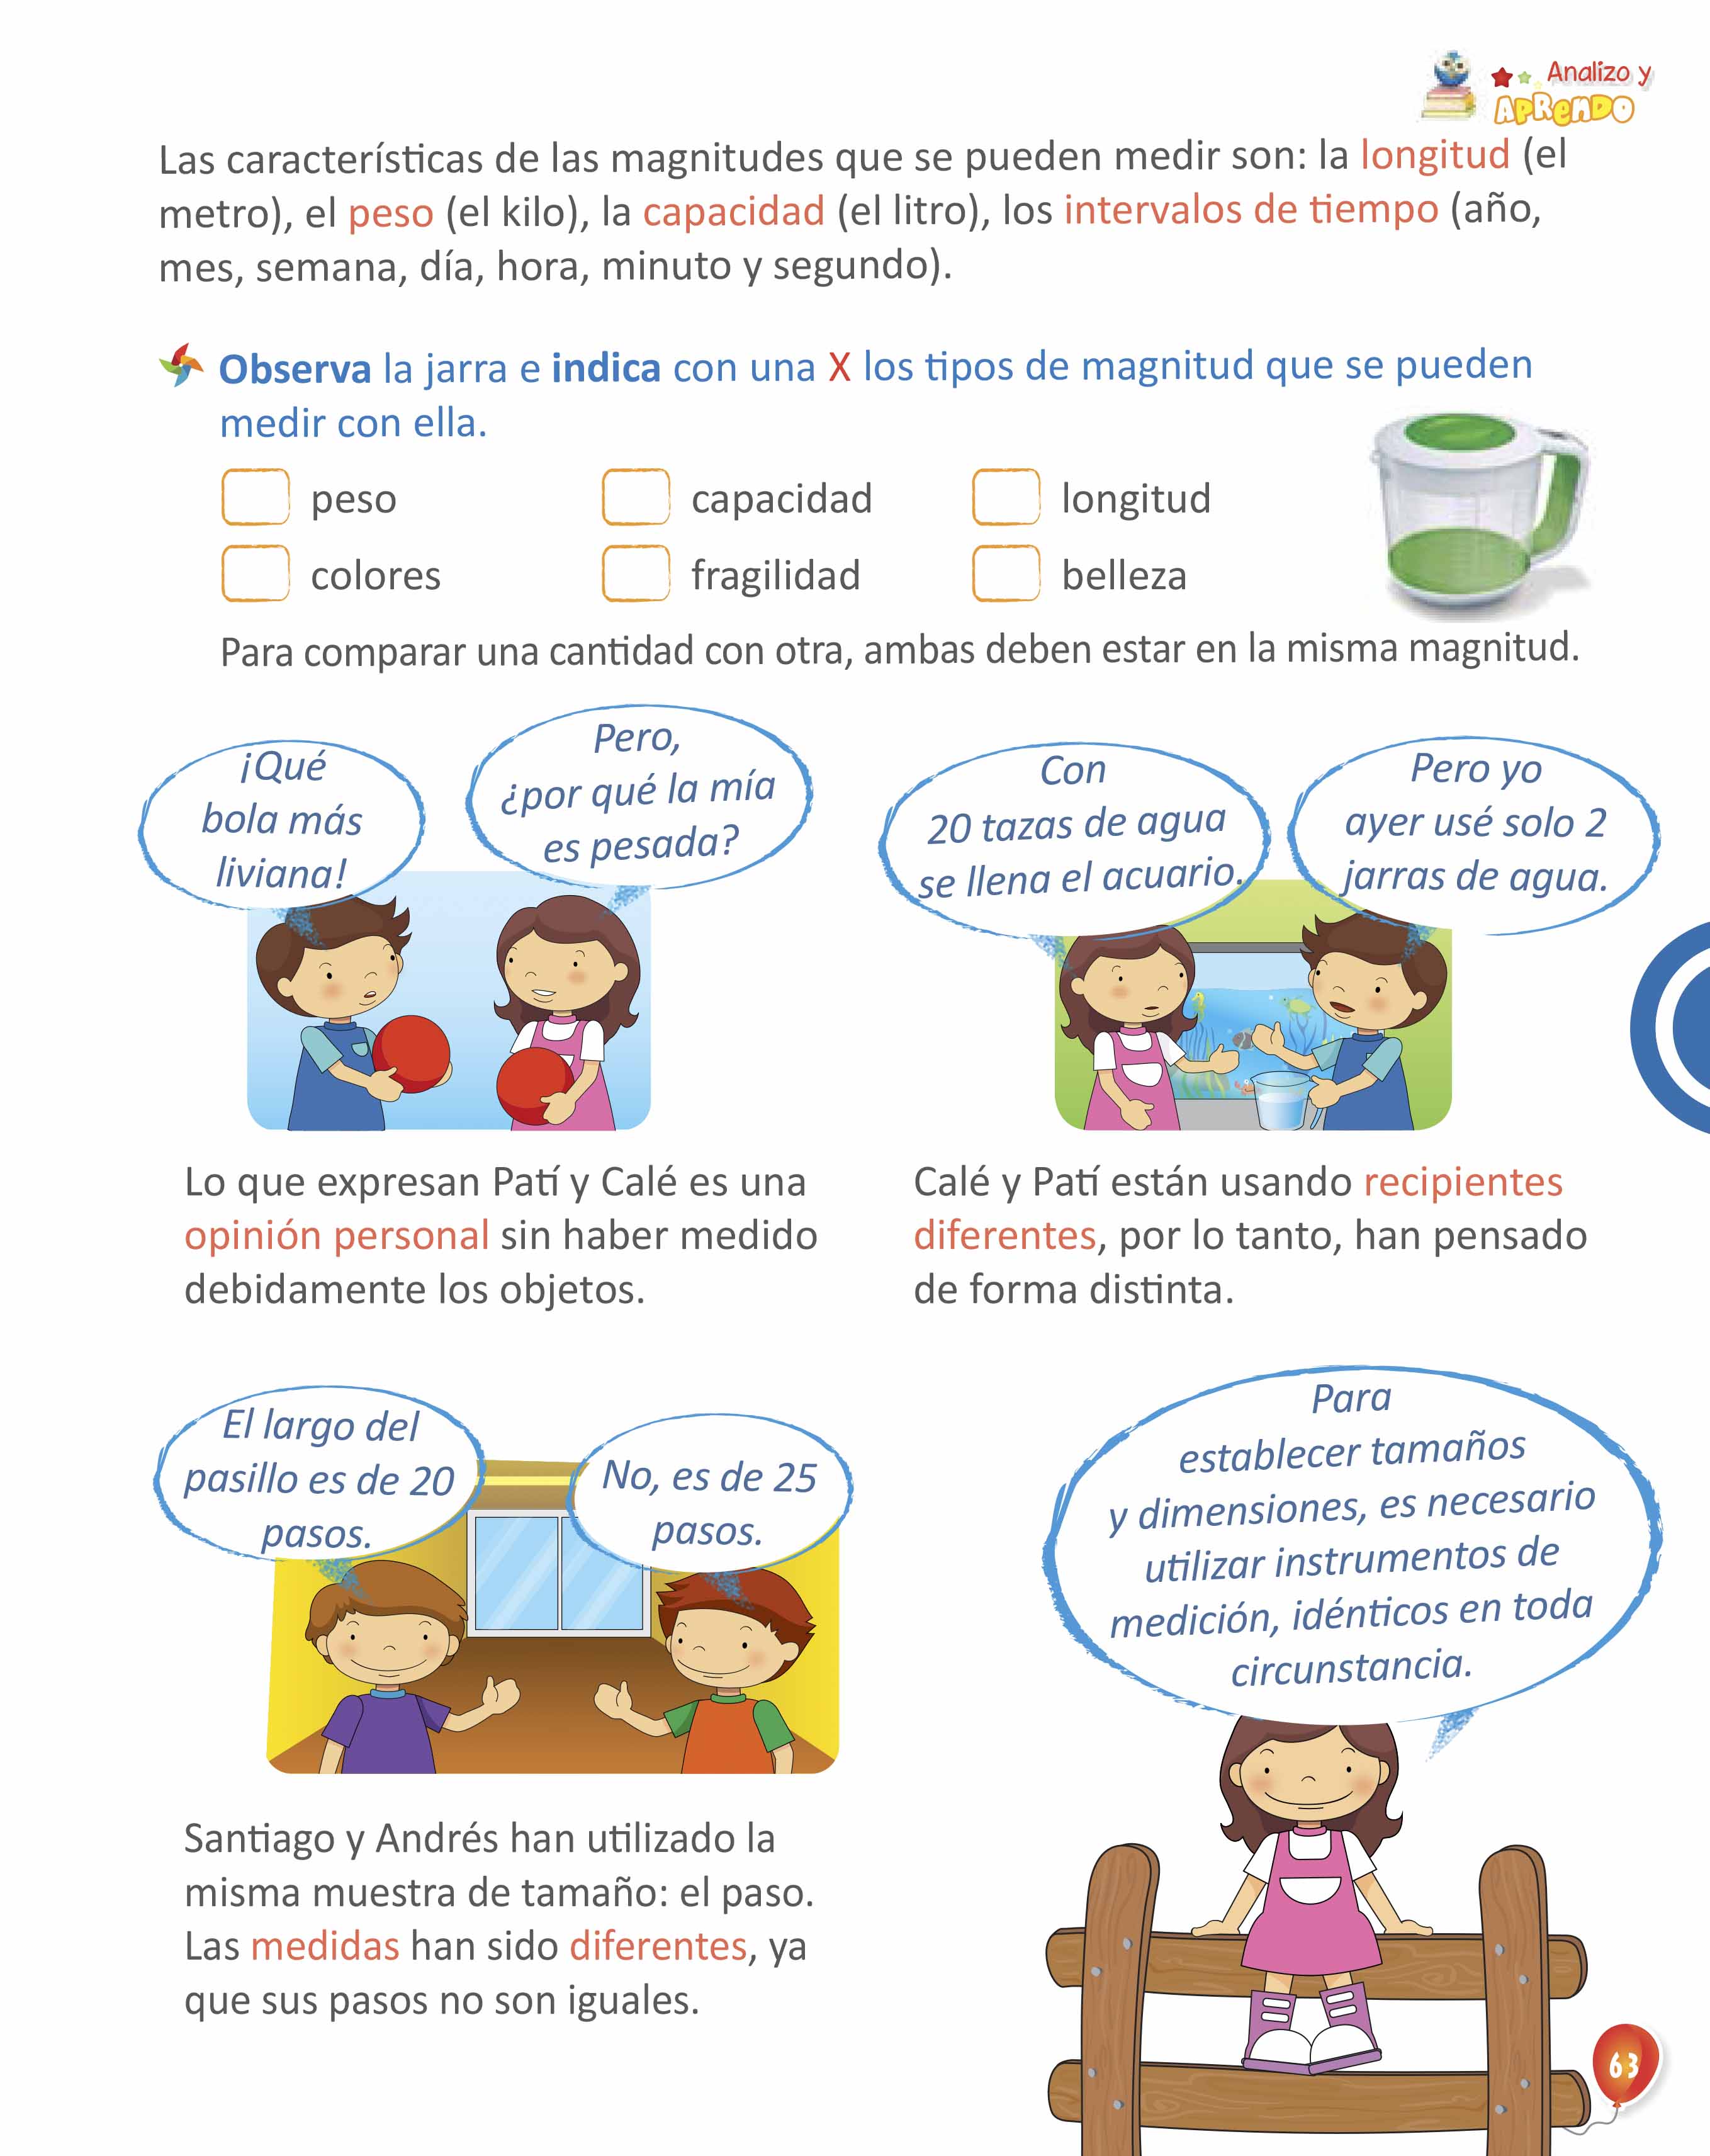 Analizo y
APRENDO
Las características de las magnitudes que se pueden medir son: la longitud (el
metro), el peso (el kilo), la capacidad (el litro), los intervalos de tiempo (año,
mes, semana, día, hora, minuto y segundo).
Observa la jarra e indica con una X los tipos de magnitud que se pueden
medir con ella.
peso capacidad longitud
colores fragilidad belleza
Para comparar una cantidad con otra, ambas deben estar en la misma magnitud.
¡Qué
bola más
liviana!
Pero,
¿por qué la mía
es pesada?
Con
20 tazas de agua
se llena el acuario.
Pero yo
ayer usé solo 2
jarras de agua.
Lo que expresan Patí y Calé es una
opinión personal sin haber medido
debidamente los objetos.
Calé y Patí están usando recipientes
diferentes, por lo tanto, han pensado
de forma distinta.
El largo del
pasillo es de 20
pasos.
No, es de 25
pasos.
Para
establecer tamaños
y dimensiones, es necesario
utilizar instrumentos de
medición, idénticos en toda
circunstancia.
Santiago y Andrés han utilizado la
misma muestra de tamaño: el paso.
Las medidas han sido diferentes, ya
que sus pasos no son iguales.
63